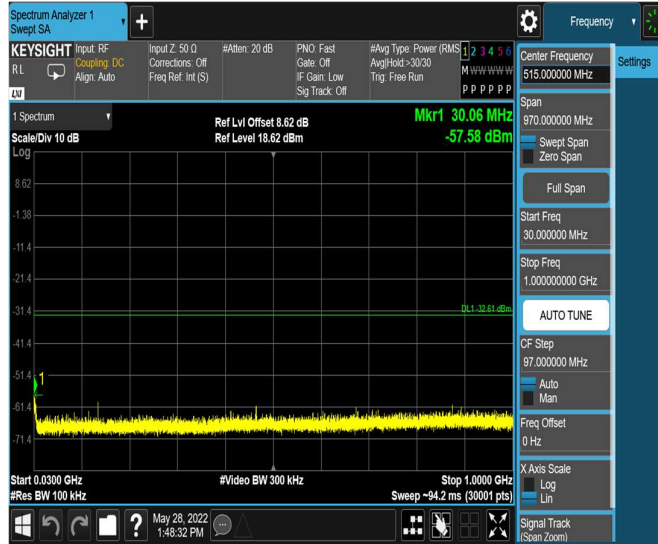 Spectrum Analyzer 1
Swept SA
+
Frequency
KEYSIGHT
RL
LXI
Input: RF
Coupling: DC
Align: Auto
Input Z: 50 Ω
Corrections: Off
Freq Ref: Int (S)
#Atten: 20 dB
PNO: Fast
Gate: Off
IF Gain: Low
Sig Track: Off
#Avg Type: Power (RMS
Avg|Hold:>30/30
Trig: Free Run
1 2 3 4 5 6
M W W W W W
P P P P P P
Center Frequency
515.000000 MHz
Settings
Span
970.000000 MHz
Swept Span
Zero Span
Full Span
Start Freq
30.000000 MHz
Stop Freq
1.000000000 GHz
AUTO TUNE
CF Step
97.000000 MHz
Auto
Man
Freq Offset
0 Hz
X Axis Scale
Log
Lin
Signal Track
(Span Zoom)
1 Spectrum
Scale/Div 10 dB
Log
Ref Lvl Offset 8.62 dB
Ref Level 18.62 dBm
Mkr1 30.06 MHz
-57.58 dBm
8.62
-1.38
-11.4
-21.4
-31.4
DL1 -32.61 dBm
-41.4
-51.4
1
-61.4
-71.4
Start 0.0300 GHz
#Res BW 100 kHz
#Video BW 300 kHz
Stop 1.0000 GHz
Sweep ~94.2 ms (30001 pts)
?
May 28, 2022
1:48:32 PM